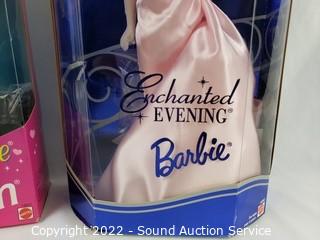 Enchanted
EVENING®
Barbie®
Copyright 2022 - Sound Auction Service